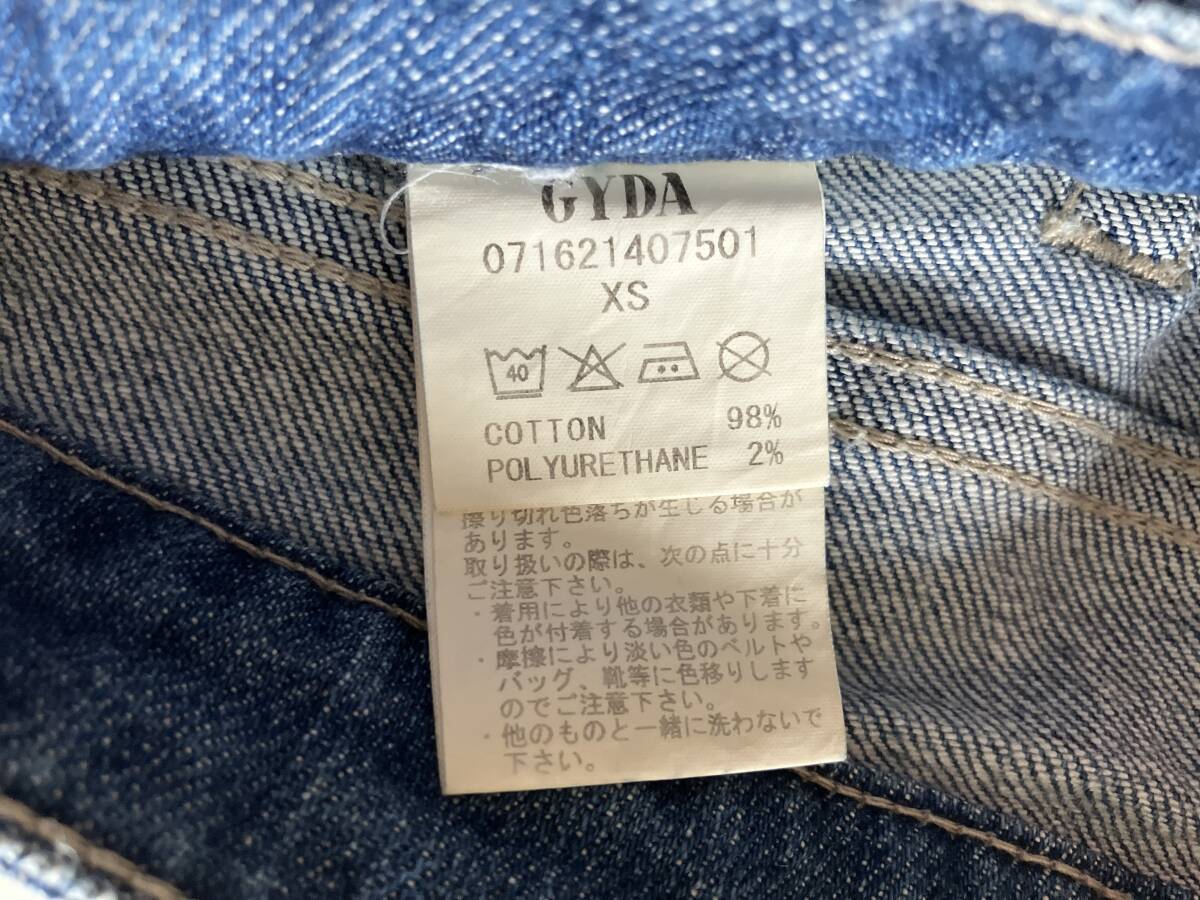 GYDA
071621407501
XS
40
COTTON 98%
POLYURETHANE 2%
擦り切れ色落ちが生じる場合が
あります。
取り扱いの際は、次の点に十分
ご注意下さい。
・着用により他の衣類や下着に
色が付着する場合があります。
・摩擦により淡い色のベルトや
バッグ、靴等に色移りします
のでご注意下さい。
・他のものと一緒に洗わないで
下さい。